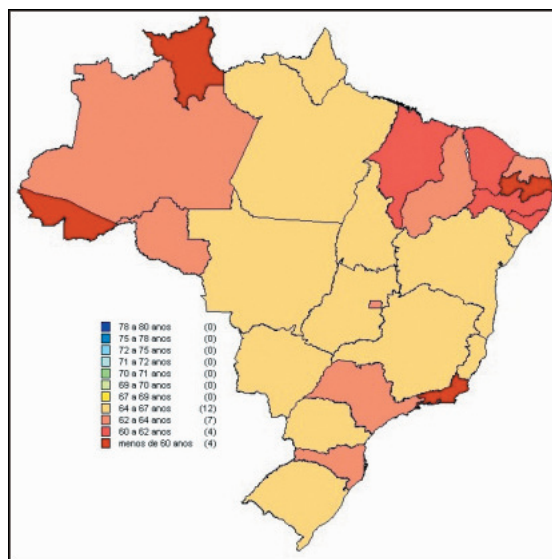 78 a 80 anos (0)
75 a 78 anos (0)
72 a 75 anos (0)
71 a 72 anos (0)
70 a 71 anos (0)
69 a 70 anos (0)
67 a 69 anos (0)
64 a 67 anos (12)
62 a 64 anos (7)
60 a 62 anos (4)
menos de 60 anos (4)